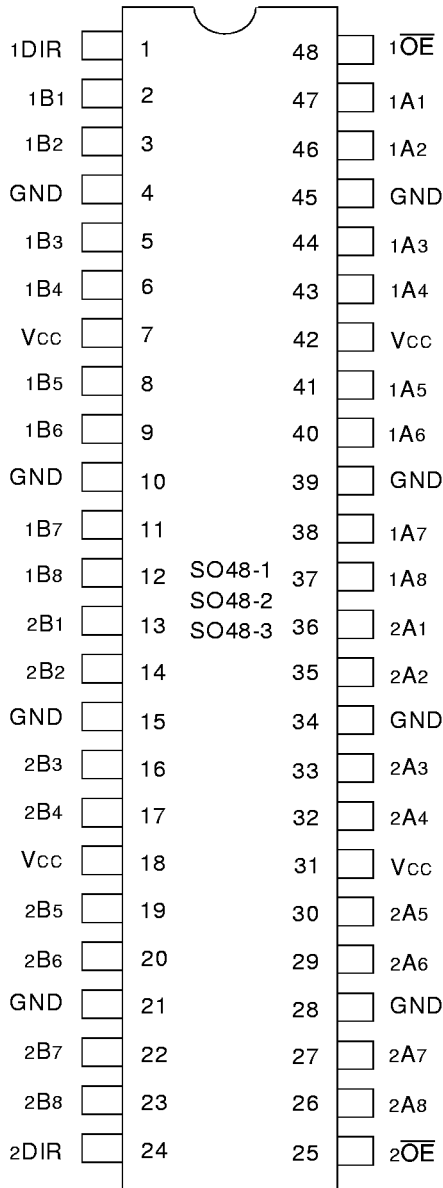 1DIR 1 48 1O̅E̅
1B1 2 47 1A1
1B2 3 46 1A2
GND 4 45 GND
1B3 5 44 1A3
1B4 6 43 1A4
VCC 7 42 VCC
1B5 8 41 1A5
1B6 9 40 1A6
GND 10 39 GND
1B7 11 38 1A7
1B8 12 SO48-1 37 1A8
SO48-2
2B1 13 SO48-3 36 2A1
2B2 14 35 2A2
GND 15 34 GND
2B3 16 33 2A3
2B4 17 32 2A4
VCC 18 31 VCC
2B5 19 30 2A5
2B6 20 29 2A6
GND 21 28 GND
2B7 22 27 2A7
2B8 23 26 2A8
2DIR 24 25 2O̅E̅